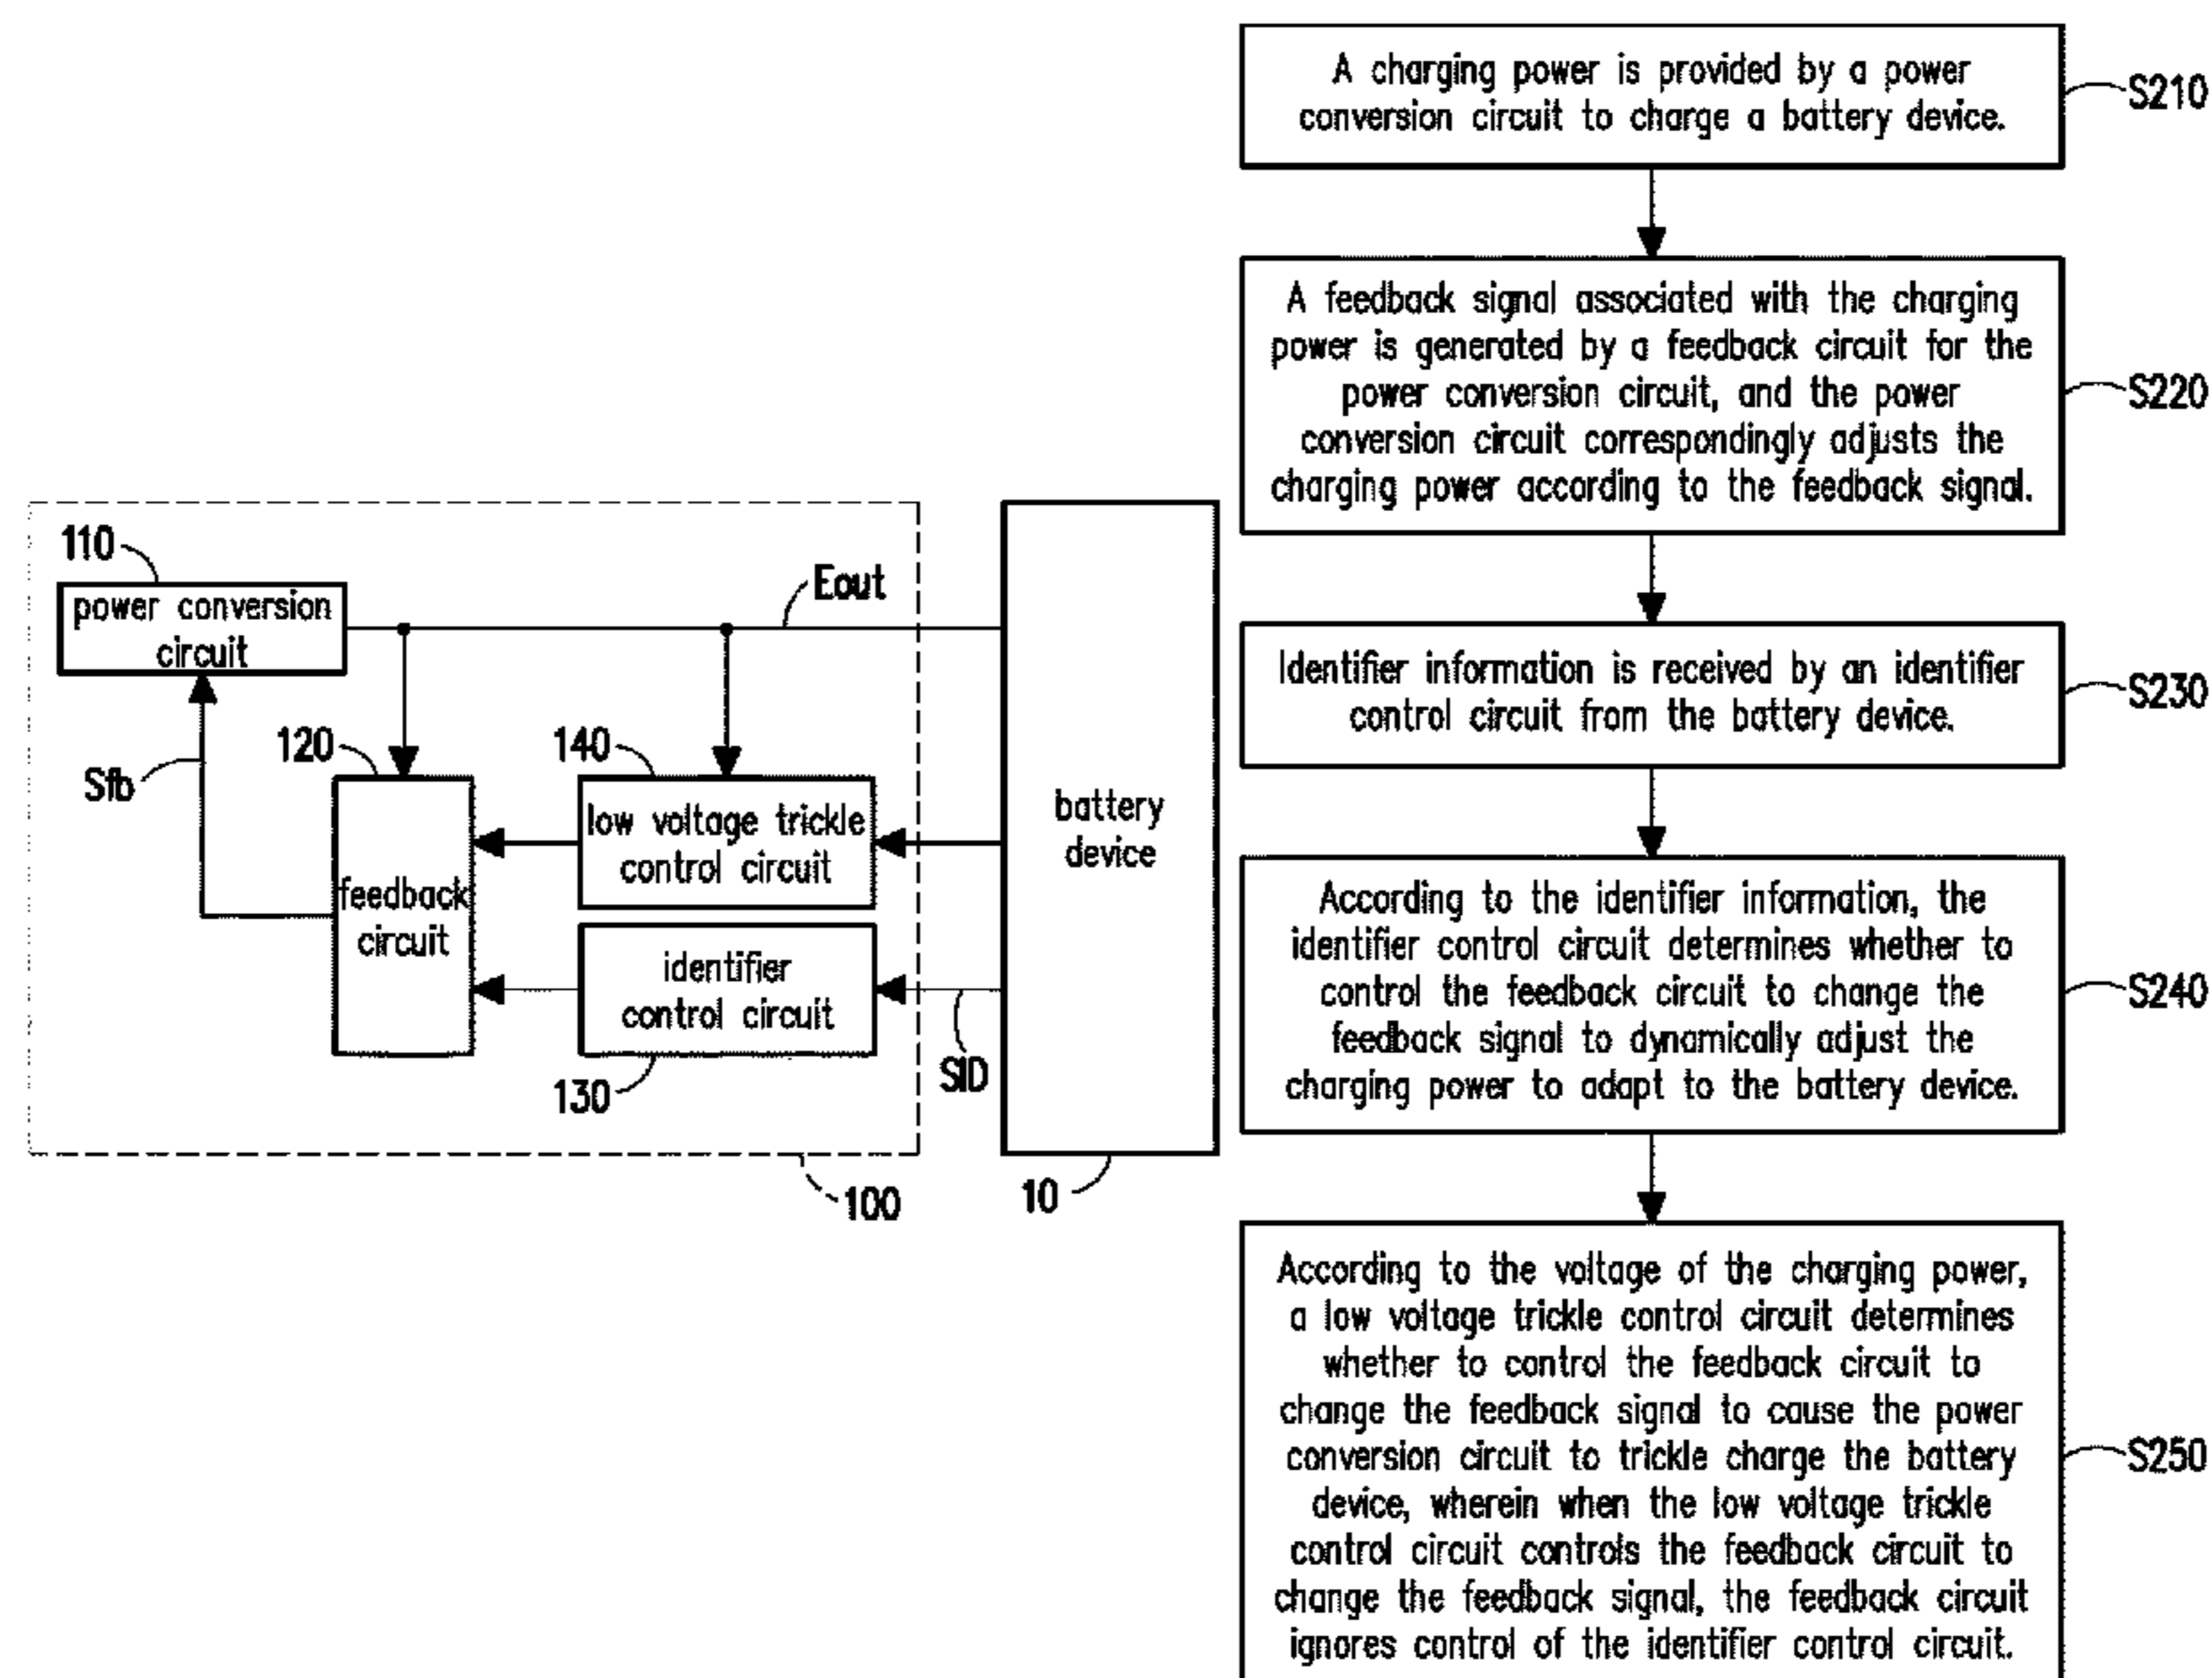 110
power conversion
circuit
Eout
Sfb
120
140
low voltage trickle
control circuit
feedback
circuit
identifier
control circuit
130
SID
battery
device
100
10
A charging power is provided by a power
conversion circuit to charge a battery device.
S210
A feedback signal associated with the charging
power is generated by a feedback circuit for the
power conversion circuit, and the power
conversion circuit correspondingly adjusts the
charging power according to the feedback signal.
S220
Identifier information is received by an identifier
control circuit from the battery device.
S230
According to the identifier information, the
identifier control circuit determines whether to
control the feedback circuit to change the
feedback signal to dynamically adjust the
charging power to adapt to the battery device.
S240
According to the voltage of the charging power,
a low voltage trickle control circuit determines
whether to control the feedback circuit to
change the feedback signal to cause the power
conversion circuit to trickle charge the battery
device, wherein when the low voltage trickle
control circuit controls the feedback circuit to
change the feedback signal, the feedback circuit
ignores control of the identifier control circuit.
S250